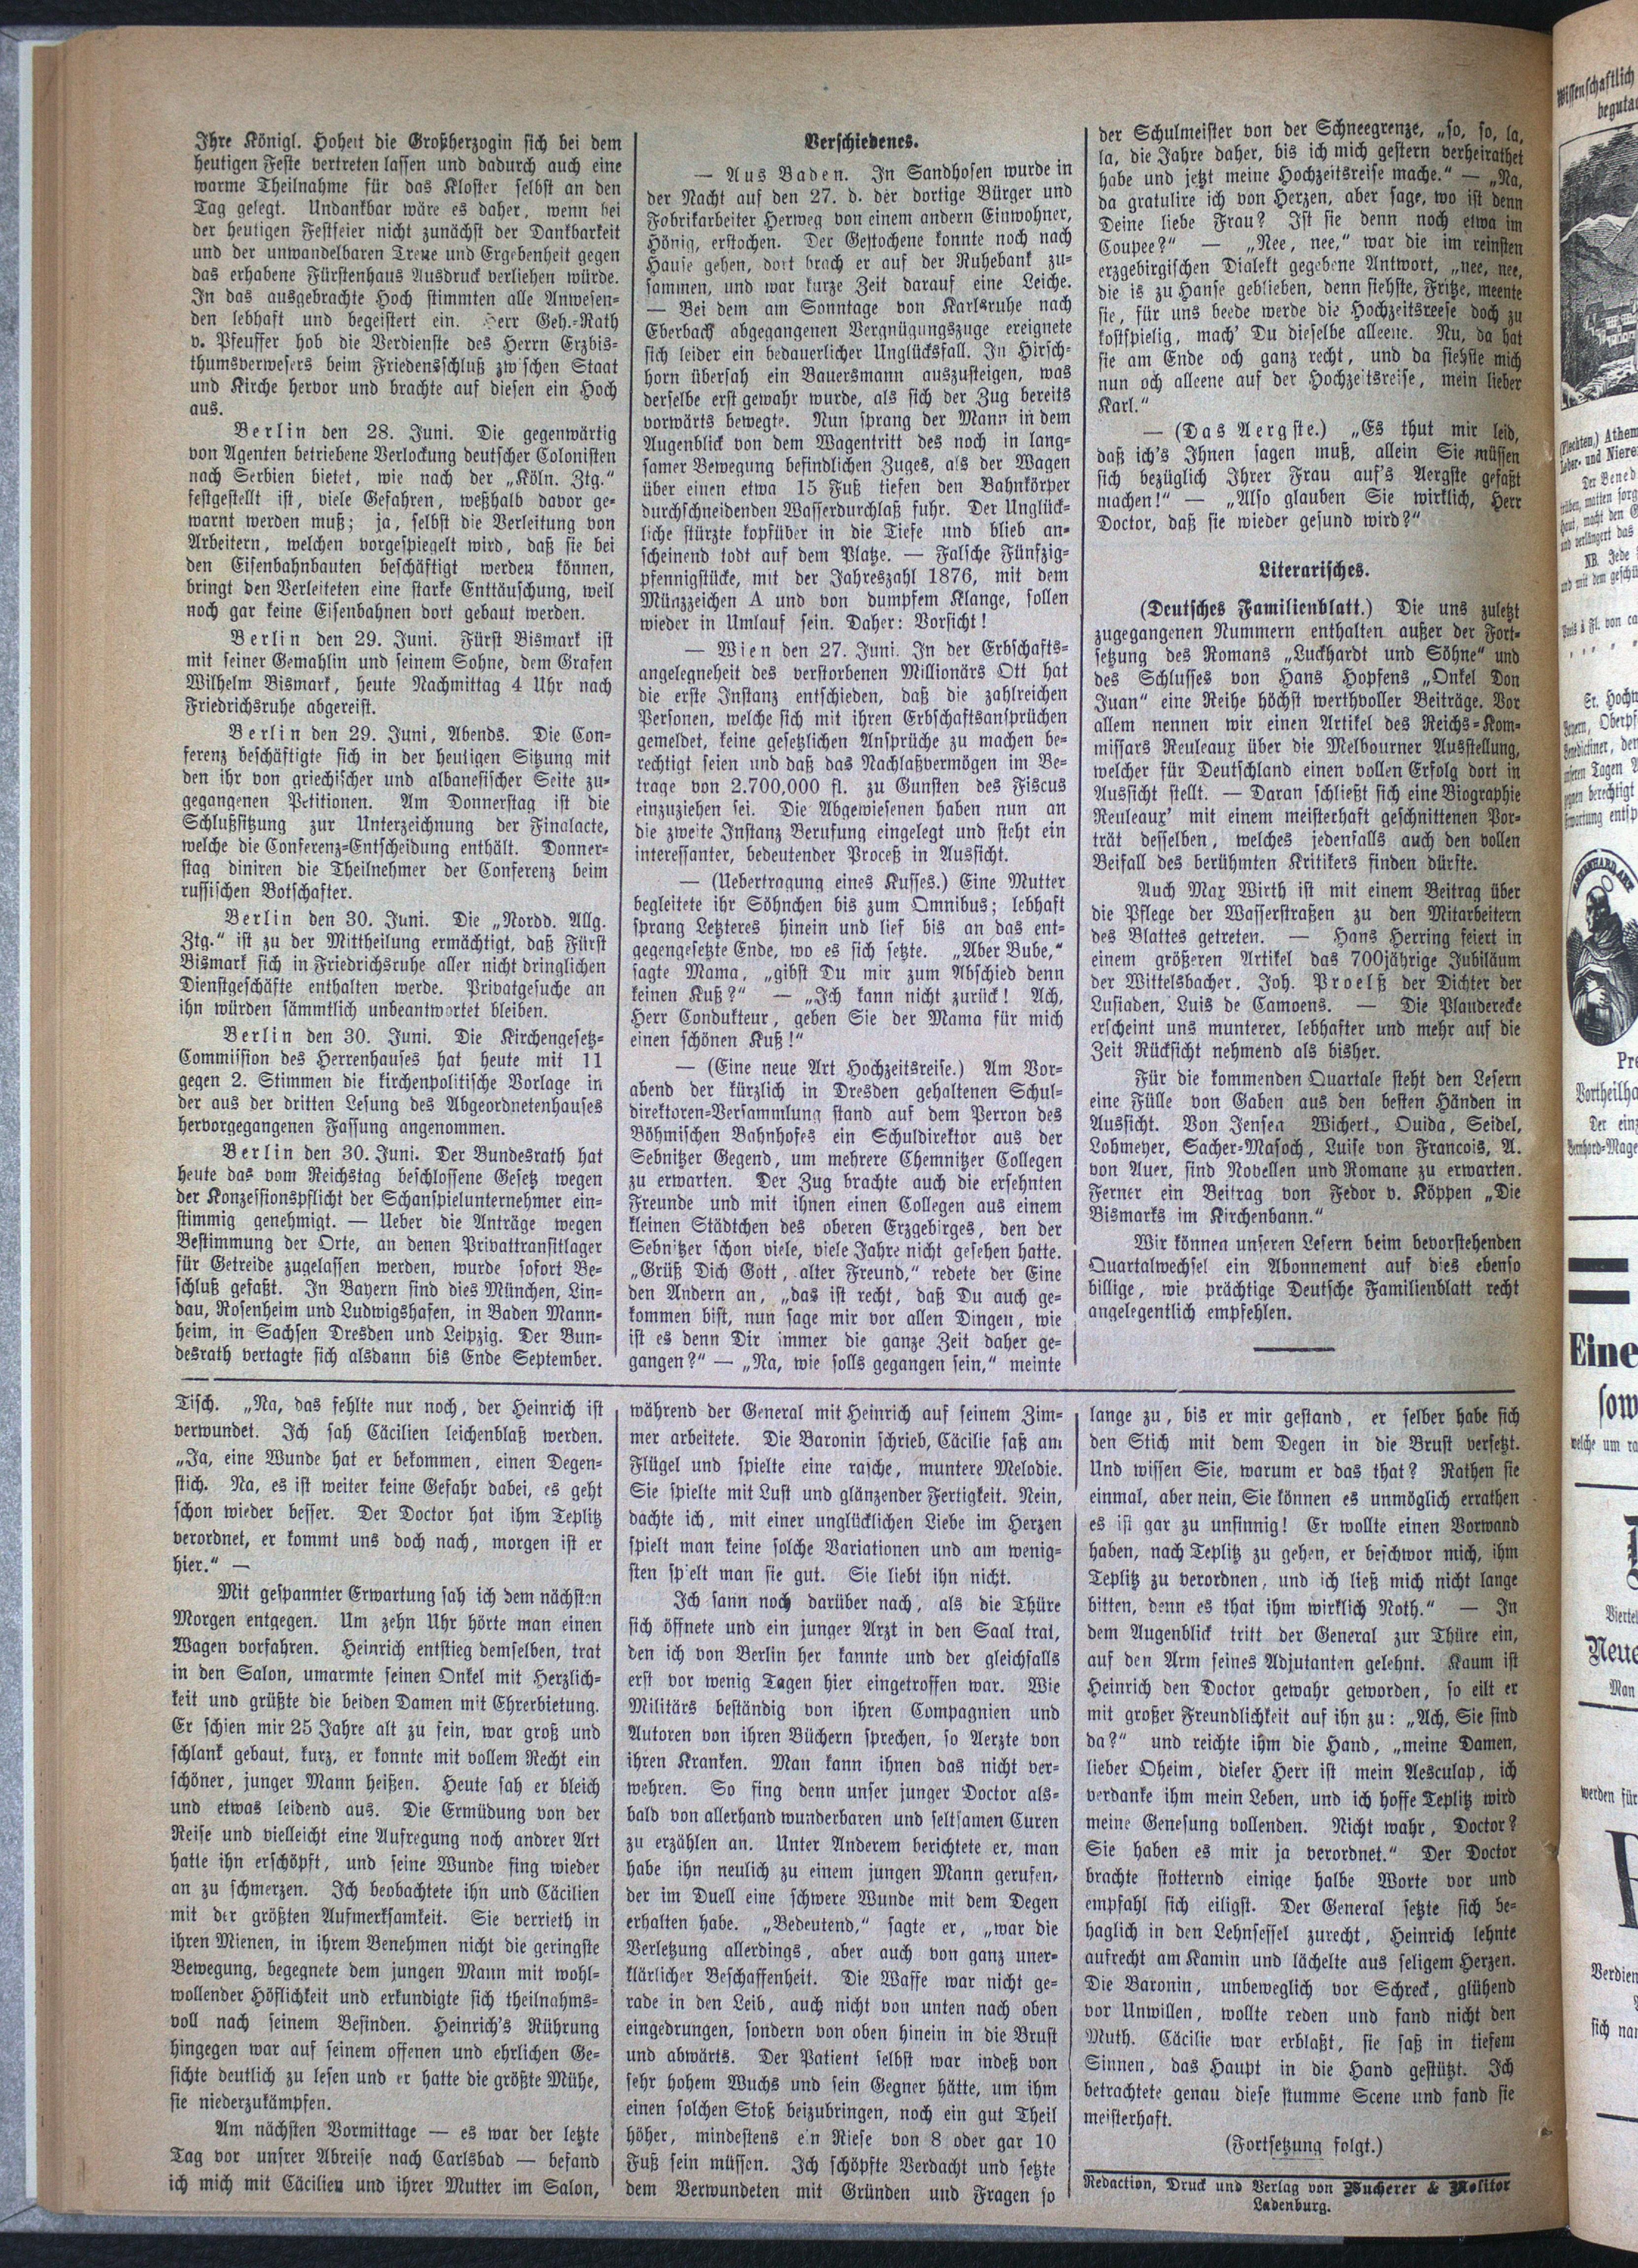 Ihre Königl. Hoheit die Großherzogin sich bei dem
heutigen Feste vertreten lassen und dadurch auch eine
warme Theilnahme für das Kloster selbst an den
Tag gelegt. Undankbar wäre es daher, wenn bei
der heutigen Festfeier nicht zunächst der Dankbarkeit
und der unwandelbaren Treue und Ergebenheit gegen
das erhabene Fürstenhaus Ausdruck verliehen würde.
In das ausgebrachte Hoch stimmten alle Anwesen-
den lebhaft und begeistert ein. Herr Geh.-Rath
v. Pfeuffer hob die Verdienste des Herrn Erzbis-
thumsverwesers beim Friedensschluß zwischen Staat
und Kirche hervor und brachte auf diesen ein Hoch
aus.
Berlin den 28. Juni. Die gegenwärtig
von Agenten betriebene Verlockung deutscher Colonisten
nach Serbien bietet, wie nach der „Köln. Ztg.“
festgestellt ist, viele Gefahren, weßhalb davor ge-
warnt werden muß; ja, selbst die Verleitung von
Arbeitern, welchen vorgespiegelt wird, daß sie bei
den Eisenbahnbauten beschäftigt werden können,
bringt den Verleiteten eine starke Enttäuschung, weil
noch gar keine Eisenbahnen dort gebaut werden.
Berlin den 29. Juni. Fürst Bismark ist
mit seiner Gemahlin und seinem Sohne, dem Grafen
Wilhelm Bismark, heute Nachmittag 4 Uhr nach
Friedrichsruhe abgereist.
Berlin den 29. Juni, Abends. Die Con-
ferenz beschäftigte sich in der heutigen Sitzung mit
den ihr von griechischer und albanesischer Seite zu-
gegangenen Petitionen. Am Donnerstag ist die
Schlußsitzung zur Unterzeichnung der Finalacte,
welche die Conferenz-Entscheidung enthält. Donner-
stag diniren die Theilnehmer der Conferenz beim
russischen Botschafter.
Berlin den 30. Juni. Die „Nordd. Allg.
Ztg.“ ist zu der Mittheilung ermächtigt, daß Fürst
Bismark sich in Friedrichsruhe aller nicht dringlichen
Dienstgeschäfte enthalten werde. Privatgesuche an
ihn würden sämmtlich unbeantwortet bleiben.
Berlin den 30. Juni. Die Kirchengesetz-
Commission des Herrenhauses hat heute mit 11
gegen 2. Stimmen die kirchenpolitische Vorlage in
der aus der dritten Lesung des Abgeordnetenhauses
hervorgegangenen Fassung angenommen.
Berlin den 30. Juni. Der Bundesrath hat
heute das vom Reichstag beschlossene Gesetz wegen
der Konzessionspflicht der Schanspielunternehmer ein-
stimmig genehmigt. — Ueber die Anträge wegen
Bestimmung der Orte, an denen Privattransitlager
für Getreide zugelassen werden, wurde sofort Be-
schluß gefaßt. In Bayern sind dies München, Lin-
dau, Rosenheim und Ludwigshafen, in Baden Mann-
heim, in Sachsen Dresden und Leipzig. Der Bun-
desrath vertagte sich alsdann bis Ende September.
Verschiedenes.
— Aus Baden. In Sandhofen wurde in
der Nacht auf den 27. d. der dortige Bürger und
Fobrikarbeiter Herweg von einem andern Einwohner,
Hönig, erstochen. Der Gestochene konnte noch nach
Hause gehen, dort brach er auf der Ruhebank zu-
sammen, und war kurze Zeit darauf eine Leiche.
— Bei dem am Sonntage von Karlsruhe nach
Eberbach abgegangenen Vergnügungszuge ereignete
sich leider ein bedauerlicher Unglücksfall. In Hirsch-
horn übersah ein Bauersmann auszusteigen, was
derselbe erst gewahr wurde, als sich der Zug bereits
vorwärts bewegte. Nun sprang der Mann in dem
Augenblick von dem Wagentritt des noch in lang-
samer Bewegung befindlichen Zuges, als der Wagen
über einen etwa 15 Fuß tiefen den Bahnkörper
durchschneidenden Wasserdurchlaß fuhr. Der Unglück-
liche stürzte kopfüber in die Tiefe und blieb an-
scheinend todt auf dem Platze. — Falsche Fünfzig-
pfennigstücke, mit der Jahreszahl 1876, mit dem
Münzzeichen A und von dumpfem Klange, sollen
wieder in Umlauf sein. Daher: Vorsicht!
— Wien den 27. Juni. In der Erbschafts-
angelegneheit des verstorbenen Millionärs Ott hat
die erste Instanz entschieden, daß die zahlreichen
Personen, welche sich mit ihren Erbschaftsansprüchen
gemeldet, keine gesetzlichen Ansprüche zu machen be-
rechtigt seien und daß das Nachlaßvermögen im Be-
trage von 2.700,000 fl. zu Gunsten des Fiscus
einzuziehen sei. Die Abgewiesenen haben nun an
die zweite Instanz Berufung eingelegt und steht ein
interessanter, bedeutender Proceß in Aussicht.
— (Uebertragung eines Kusses.) Eine Mutter
begleitete ihr Söhnchen bis zum Omnibus; lebhaft
sprang Letzteres hinein und lief bis an das ent-
gegengesetzte Ende, wo es sich setzte. „Aber Bube,“
sagte Mama, „gibst Du mir zum Abschied denn
keinen Kuß?“ — „Ich kann nicht zurück! Ach,
Herr Condukteur, geben Sie der Mama für mich
einen schönen Kuß!“
— (Eine neue Art Hochzeitsreise.) Am Vor-
abend der kürzlich in Dresden gehaltenen Schul-
direktoren-Versammlung stand auf dem Perron des
Böhmischen Bahnhofes ein Schuldirektor aus der
Sebnitzer Gegend, um mehrere Chemnitzer Collegen
zu erwarten. Der Zug brachte auch die ersehnten
Freunde und mit ihnen einen Collegen aus einem
kleinen Städtchen des oberen Erzgebirges, den der
Sebnitzer schon viele, viele Jahre nicht gesehen hatte.
„Grüß Dich Gott, alter Freund,“ redete der Eine
den Andern an, „das ist recht, daß Du auch ge-
kommen bist, nun sage mir vor allen Dingen, wie
ist es denn Dir immer die ganze Zeit daher ge-
gangen?“ — „Na, wie solls gegangen sein,“ meinte
der Schulmeister von der Schneegrenze, „so, so, la,
la, die Jahre daher, bis ich mich gestern verheirathet
habe und jetzt meine Hochzeitsreise mache.“ — „Na,
da gratulire ich von Herzen, aber sage, wo ist denn
Deine liebe Frau? Ist sie denn noch etwa im
Coupee?“ — „Nee, nee,“ war die im reinsten
erzgebirgischen Dialekt gegebene Antwort, „nee, nee,
die is zu Hanse geblieben, denn siehste, Fritze, meente
sie, für uns beede werde die Hochzeitsreese doch zu
kostspielig, mach' Du dieselbe alleene. Nu, da hat
sie am Ende och ganz recht, und da siehste mich
nun och alleene auf der Hochzeitsreise, mein lieber
Karl.“
— (Das Aergste.) „Es thut mir leid,
daß ich's Ihnen sagen muß, allein Sie müssen
sich bezüglich Ihrer Frau auf's Aergste gefaßt
machen!“ — „Also glauben Sie wirklich, Herr
Doctor, daß sie wieder gesund wird?“
Literarisches.
(Deutsches Familienblatt.) Die uns zuletzt
zugegangenen Nummern enthalten außer der Fort-
setzung des Romans „Luckhardt und Söhne“ und
des Schlusses von Hans Hopfens „Onkel Don
Juan“ eine Reihe höchst werthvoller Beiträge. Vor
allem nennen wir einen Artikel des Reichs-Kom-
missars Reuleaux über die Melbourner Ausstellung,
welcher für Deutschland einen vollen Erfolg dort in
Aussicht stellt. — Daran schließt sich eine Biographie
Reuleaux' mit einem meisterhaft geschnittenen Por-
trät desselben, welches jedenfalls auch den vollen
Beifall des berühmten Kritikers finden dürfte.
Auch Max Wirth ist mit einem Beitrag über
die Pflege der Wasserstraßen zu den Mitarbeitern
des Blattes getreten. — Hans Herring feiert in
einem größeren Artikel das 700jährige Jubiläum
der Wittelsbacher. Joh. Proelß der Dichter der
Lusiaden, Luis de Camoens. — Die Plauderecke
erscheint uns munterer, lebhafter und mehr auf die
Zeit Rücksicht nehmend als bisher.
Für die kommenden Quartale steht den Lesern
eine Fülle von Gaben aus den besten Händen in
Aussicht. Von Jensen Wichert, Ouida, Seidel,
Lohmeyer, Sacher-Masoch, Luise von Francois, A.
von Auer, sind Novellen und Romane zu erwarten.
Ferner ein Beitrag von Fedor v. Köppen „Die
Bismarks im Kirchenbann.“
Wir können unseren Lesern beim bevorstehenden
Quartalwechsel ein Abonnement auf dies ebenso
billige, wie prächtige Deutsche Familienblatt recht
angelegentlich empfehlen.
Tisch. „Na, das fehlte nur noch, der Heinrich ist
verwundet. Ich sah Cäcilien leichenblaß werden.
„Ja, eine Wunde hat er bekommen, einen Degen-
stich. Na, es ist weiter keine Gefahr dabei, es geht
schon wieder besser. Der Doctor hat ihm Teplitz
verordnet, er kommt uns doch nach, morgen ist er
hier.“ —
Mit gespannter Erwartung sah ich dem nächsten
Morgen entgegen. Um zehn Uhr hörte man einen
Wagen vorfahren. Heinrich entstieg demselben, trat
in den Salon, umarmte seinen Onkel mit Herzlich-
keit und grüßte die beiden Damen mit Ehrerbietung.
Er schien mir 25 Jahre alt zu sein, war groß und
schlank gebaut, kurz, er konnte mit vollem Recht ein
schöner, junger Mann heißen. Heute sah er bleich
und etwas leidend aus. Die Ermüdung von der
Reise und vielleicht eine Aufregung noch andrer Art
hatte ihn erschöpft, und seine Wunde fing wieder
an zu schmerzen. Ich beobachtete ihn und Cäcilien
mit der größten Aufmerksamkeit. Sie verrieth in
ihren Mienen, in ihrem Benehmen nicht die geringste
Bewegung, begegnete dem jungen Mann mit wohl-
wollender Höflichkeit und erkundigte sich theilnahms-
voll nach seinem Befinden. Heinrich's Rührung
hingegen war auf seinem offenen und ehrlichen Ge-
sichte deutlich zu lesen und er hatte die größte Mühe,
sie niederzukämpfen.
Am nächsten Vormittage — es war der letzte
Tag vor unsrer Abreise nach Carlsbad — befand
ich mich mit Cäcilien und ihrer Mutter im Salon,
während der General mit Heinrich auf seinem Zim-
mer arbeitete. Die Baronin schrieb, Cäcilie saß am
Flügel und spielte eine rasche, muntere Melodie.
Sie spielte mit Lust und glänzender Fertigkeit. Nein,
dachte ich, mit einer unglücklichen Liebe im Herzen
spielt man keine solche Variationen und am wenig-
sten spielt man sie gut. Sie liebt ihn nicht.
Ich sann noch darüber nach, als die Thüre
sich öffnete und ein junger Arzt in den Saal trat,
den ich von Berlin her kannte und der gleichfalls
erst vor wenig Tagen hier eingetroffen war. Wie
Militärs beständig von ihren Compagnien und
Autoren von ihren Büchern sprechen, so Aerzte von
ihren Kranken. Man kann ihnen das nicht ver-
wehren. So fing denn unser junger Doctor als-
bald von allerhand wunderbaren und seltsamen Curen
zu erzählen an. Unter Anderem berichtete er, man
habe ihn neulich zu einem jungen Mann gerufen,
der im Duell eine schwere Wunde mit dem Degen
erhalten habe. „Bedeutend,“ sagte er, „war die
Verletzung allerdings, aber auch von ganz uner-
klärlicher Beschaffenheit. Die Waffe war nicht ge-
rade in den Leib, auch nicht von unten nach oben
eingedrungen, sondern von oben hinein in die Brust
und abwärts. Der Patient selbst war indeß von
sehr hohem Wuchs und sein Gegner hätte, um ihm
einen solchen Stoß beizubringen, noch ein gut Theil
höher, mindestens ein Riese von 8 oder gar 10
Fuß sein müssen. Ich schöpfte Verdacht und setzte
dem Verwundeten mit Gründen und Fragen so
lange zu, bis er mir gestand, er selber habe sich
den Stich mit dem Degen in die Brust versetzt.
Und wissen Sie, warum er das that? Rathen sie
einmal, aber nein, Sie können es unmöglich errathen
es ist gar zu unsinnig! Er wollte einen Vorwand
haben, nach Teplitz zu gehen, er beschwor mich, ihm
Teplitz zu verordnen, und ich ließ mich nicht lange
bitten, denn es that ihm wirklich Noth.“ — In
dem Augenblick tritt der General zur Thüre ein,
auf den Arm seines Adjutanten gelehnt. Kaum ist
Heinrich den Doctor gewahr geworden, so eilt er
mit großer Freundlichkeit auf ihn zu: „Ach, Sie sind
da?“ und reichte ihm die Hand, „meine Damen,
lieber Oheim, dieser Herr ist mein Aesculap, ich
verdanke ihm mein Leben, und ich hoffe Teplitz wird
meine Genesung vollenden. Nicht wahr, Doctor?
Sie haben es mir ja verordnet.“ Der Doctor
brachte stotternd einige halbe Worte vor und
empfahl sich eiligst. Der General setzte sich be-
haglich in den Lehnsessel zurecht, Heinrich lehnte
aufrecht am Kamin und lächelte aus seligem Herzen.
Die Baronin, unbeweglich vor Schreck, glühend
vor Unwillen, wollte reden und fand nicht den
Muth. Cäcilie war erblaßt, sie saß in tiefem
Sinnen, das Haupt in die Hand gestützt. Ich
betrachtete genau diese stumme Scene und fand sie
meisterhaft.
(Fortsetzung folgt.)
Redaction, Druck und Verlag von Bucherer & Molitor
Ladenburg.
Wissenschaftlich
Der Bened
NB. Jede
Eine
sow
welche um ra
Viertel
Neue
Man
werden für
Verdien
sich nar